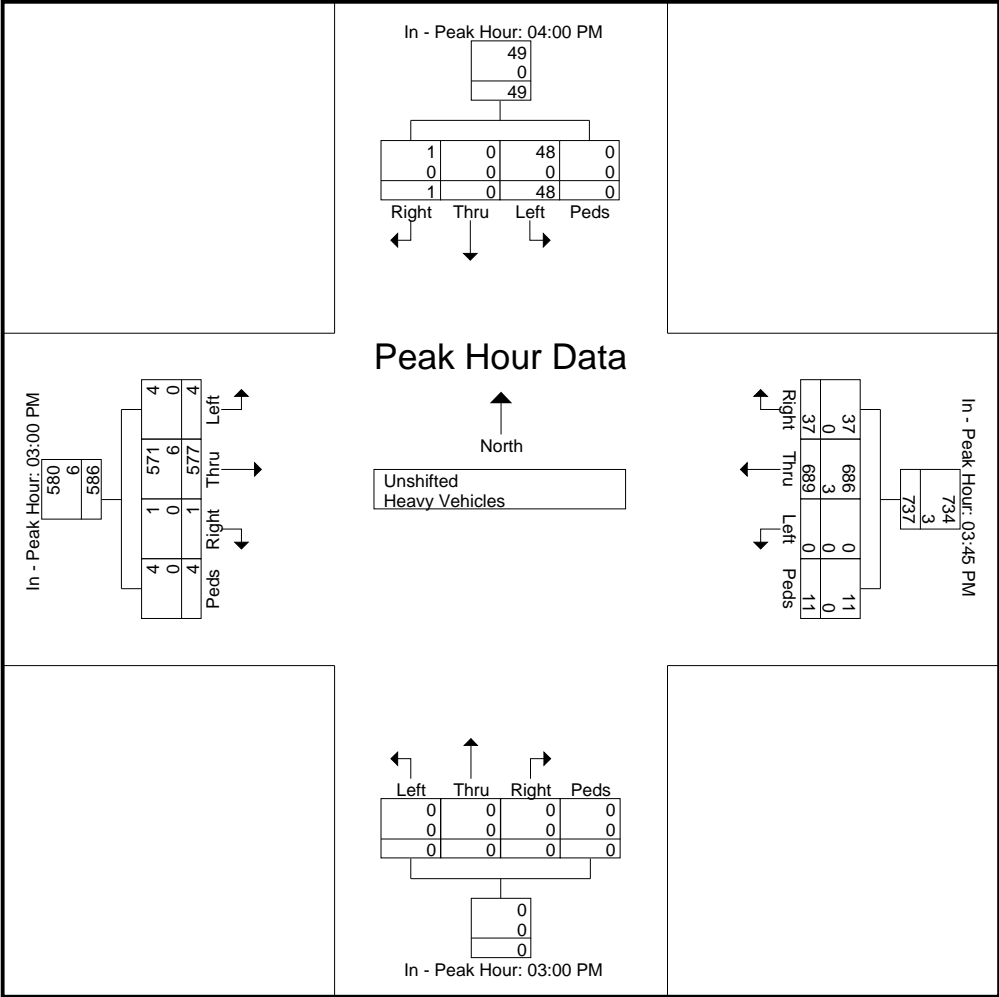 In - Peak Hour: 04:00 PM
49
0
49
1 0 48 0
0 0 0 0
1 0 48 0
Right Thru Left Peds
Peak Hour Data
North
Unshifted
Heavy Vehicles
In - Peak Hour: 03:00 PM
580
6
586
4 571 1 4
0 6 0 0
4 577 1 4
Left Thru Right Peds
In - Peak Hour: 03:45 PM
734
3
737
37 686 0 11
0 3 0 0
37 689 0 11
Right Thru Left Peds
Left Thru Right Peds
0 0 0 0
0 0 0 0
0 0 0 0
0
0
0
In - Peak Hour: 03:00 PM